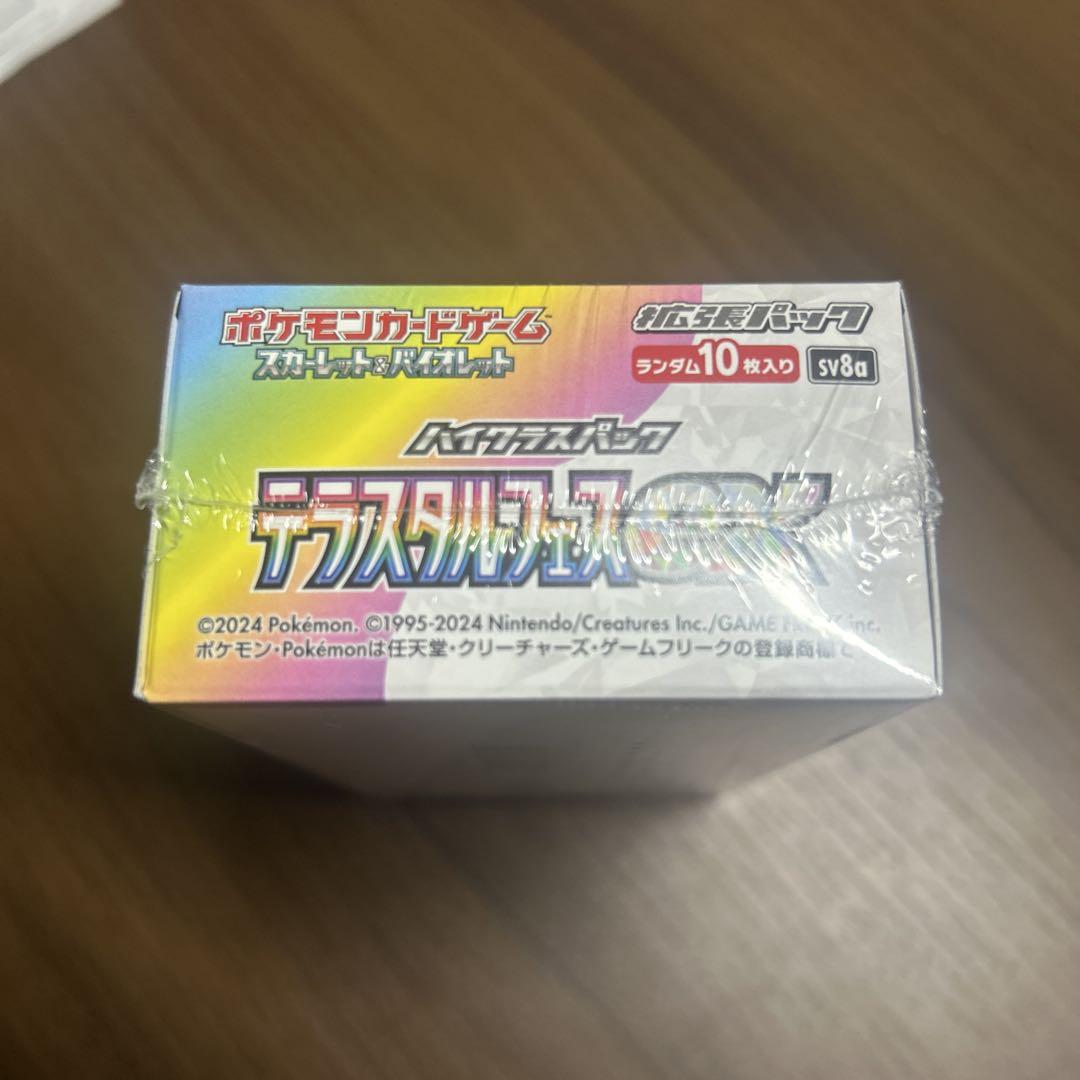 ポケモンカードゲーム
スカーレット&バイオレット
拡張パック
ランダム10枚入り sv8a
ハイクラスパック
テラスタルフェス
©2024 Pokémon. ©1995-2024 Nintendo/Creatures Inc./GAME inc.
ポケモン・Pokémonは任天堂・クリーチャーズ・ゲームフリークの登録商標